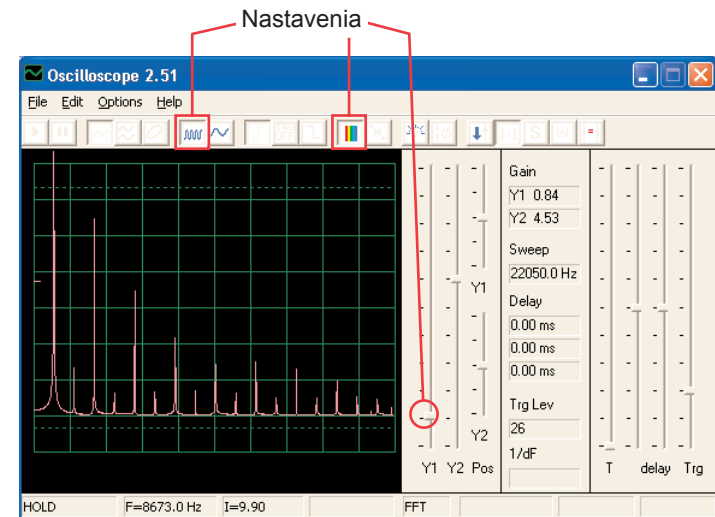 Nastavenia
Oscilloscope 2.51
File Edit Options Help
Gain
Y1 0.84
Y2 4.53
Sweep
22050.0 Hz
Y1
Delay
0.00 ms
0.00 ms
0.00 ms
Trg Lev
26
Y2
1/dF
Y1 Y2 Pos
T delay Trg
HOLD F=8673.0 Hz I=9.90 FFT